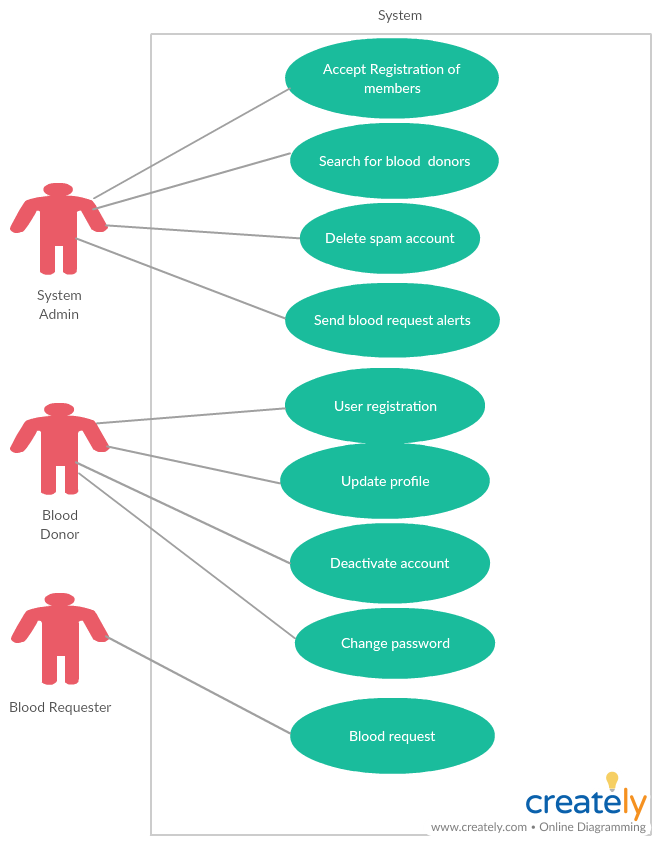 System
Accept Registration of
members
Search for blood  donors
Delete spam account
Send blood request alerts
System
Admin
User registration
Update profile
Deactivate account
Change password
Blood
Donor
Blood request
Blood Requester
creately
www.creately.com • Online Diagramming